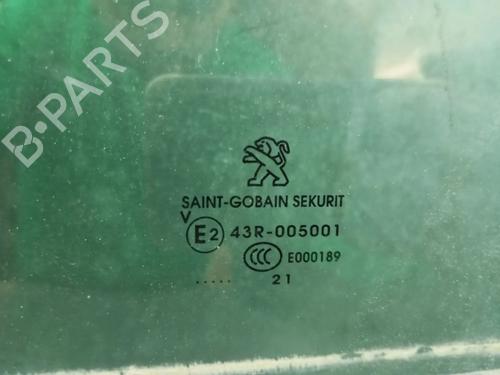 B-PARTS
SAINT-GOBAIN SEKURIT
V
E2 43R-005001
CCC E000189
..... 21